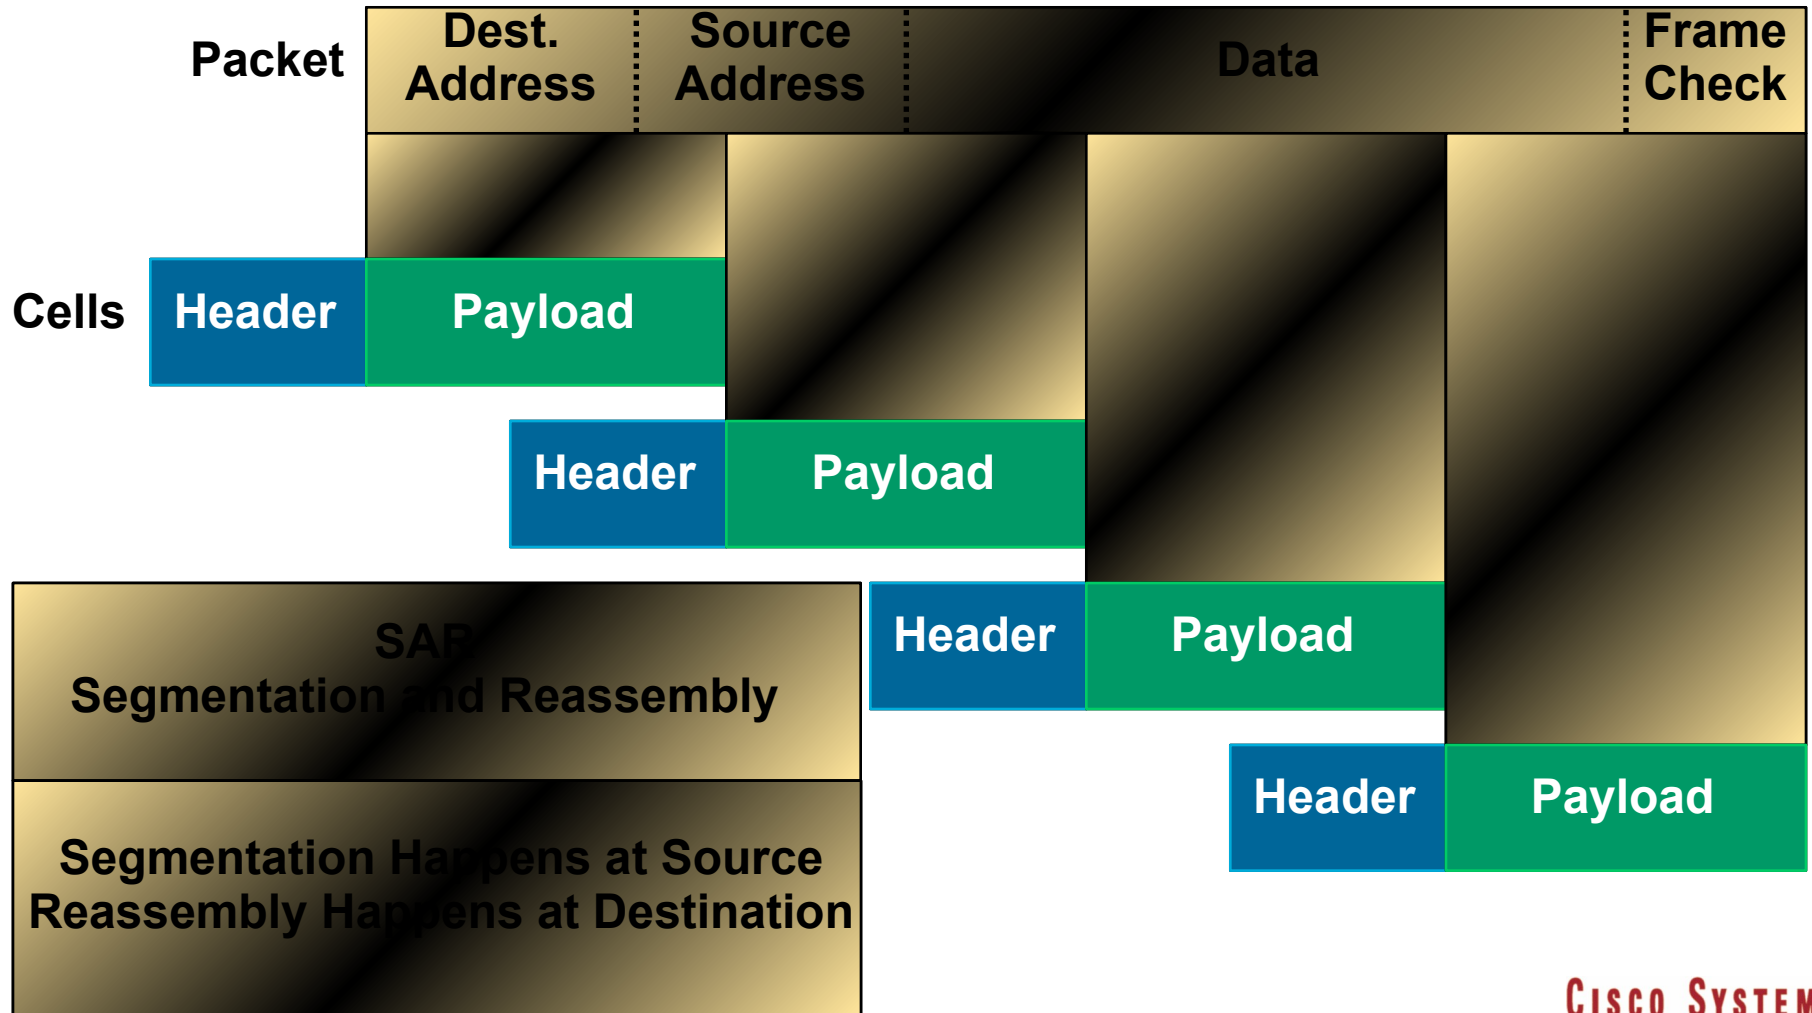 Packet
Dest.
Address
Source
Address
Data
Frame
Check
Cells
Header
Payload
Header
Payload
Header
Payload
Header
Payload
SAR
Segmentation and Reassembly
Segmentation Happens at Source
Reassembly Happens at Destination
CISCO SYSTEM